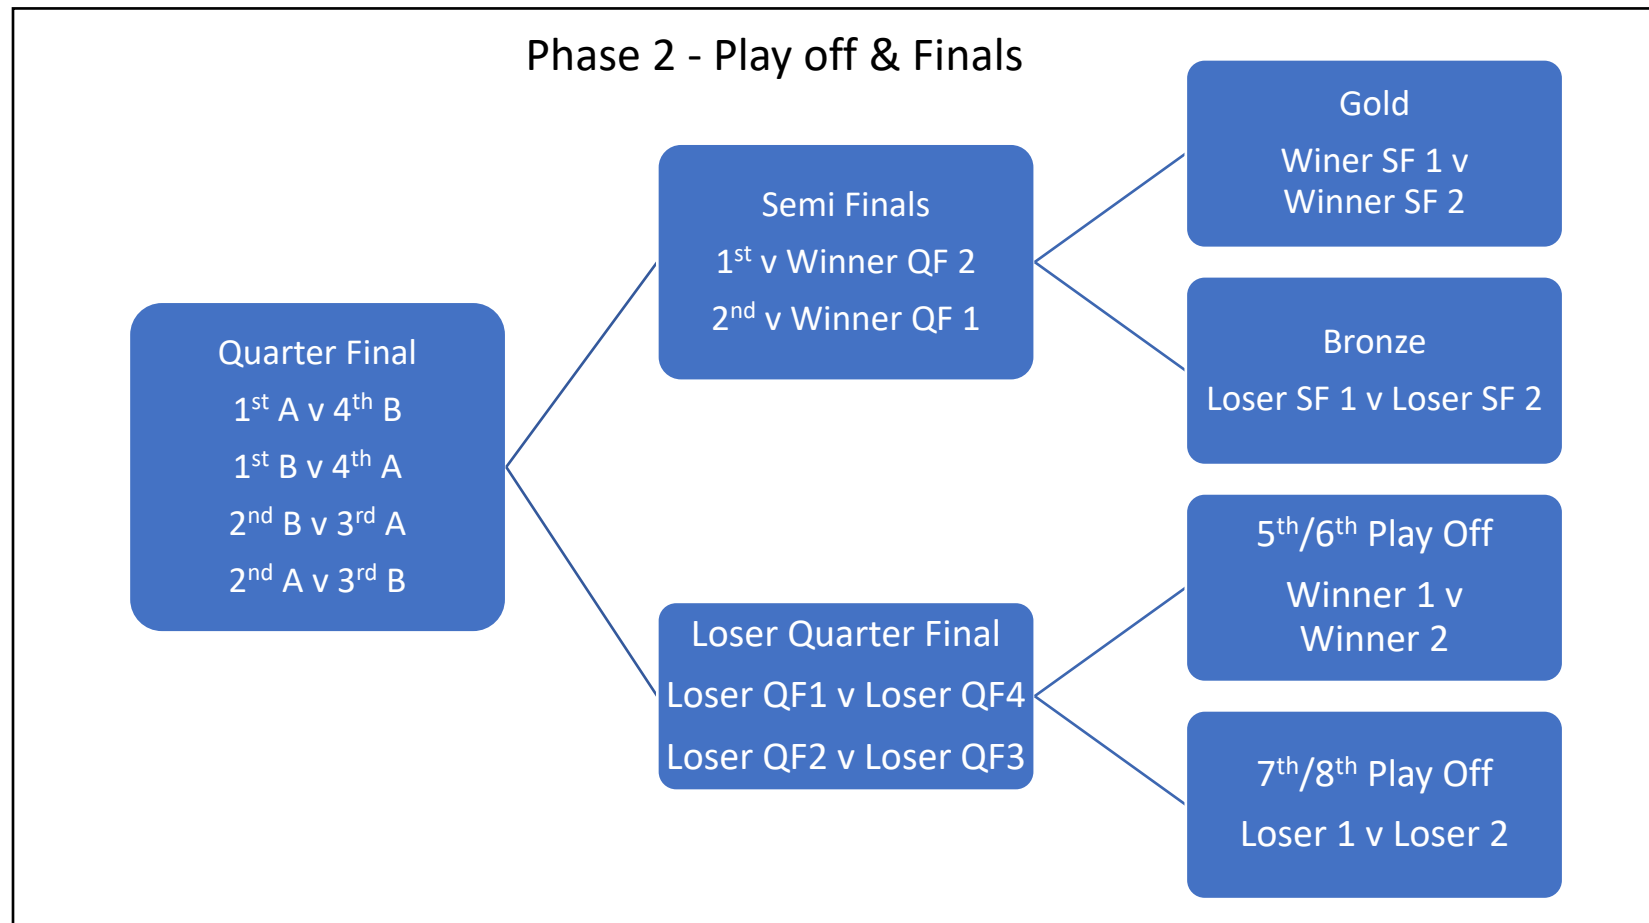 Phase 2 - Play off & Finals
Quarter Final
1st A v 4th B
1st B v 4th A
2nd B v 3rd A
2nd A v 3rd B
Semi Finals
1st v Winner QF 2
2nd v Winner QF 1
Loser Quarter Final
Loser QF1 v Loser QF4
Loser QF2 v Loser QF3
Gold
Winer SF 1 v
Winner SF 2
Bronze
Loser SF 1 v Loser SF 2
5th/6th Play Off
Winner 1 v
Winner 2
7th/8th Play Off
Loser 1 v Loser 2